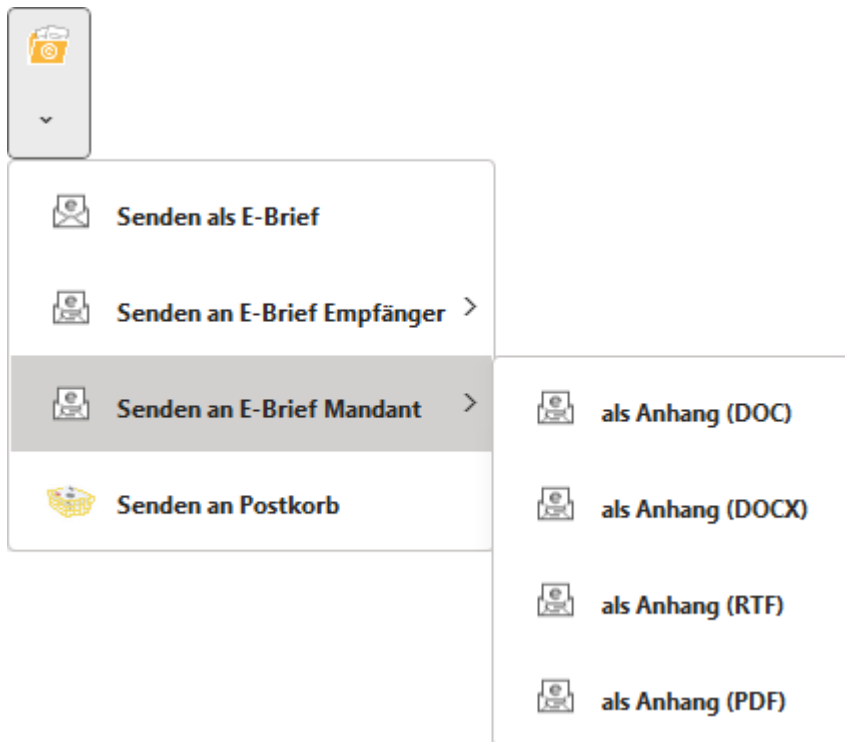 Senden als E-Brief
Senden an E-Brief Empfänger
Senden an E-Brief Mandant
Senden an Postkorb
als Anhang (DOC)
als Anhang (DOCX)
als Anhang (RTF)
als Anhang (PDF)